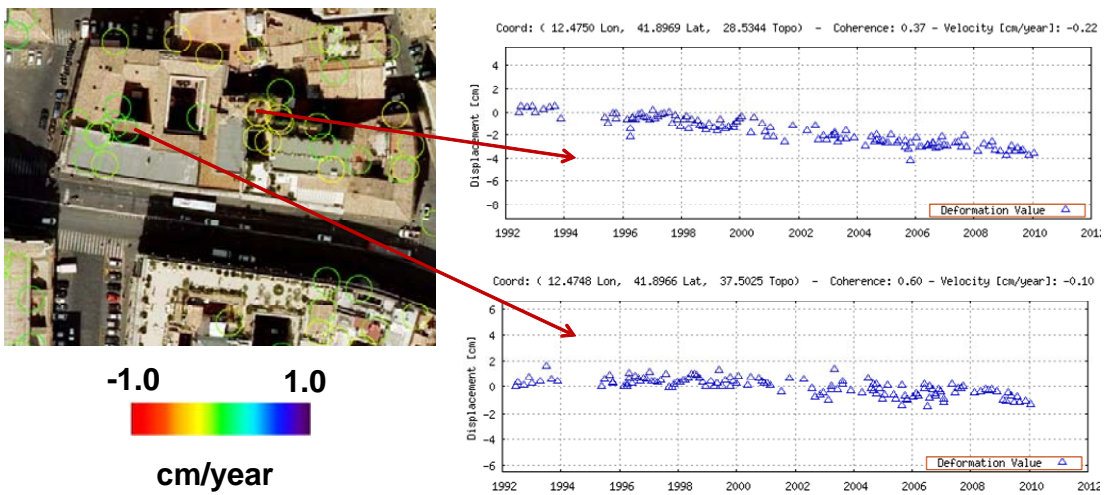 Coord: ( 12.4750 Lon, 41.8969 Lat, 28.5344 Topo) - Coherence: 0.37 - Velocity [cm/year]: -0.22
Displacement [cm]
4
2
0
-2
-4
-6
-8
Deformation Value
1992 1994 1996 1998 2000 2002 2004 2006 2008 2010 2012
Coord: ( 12.4748 Lon, 41.8966 Lat, 37.5025 Topo) - Coherence: 0.60 - Velocity [cm/year]: -0.10
Displacement [cm]
6
4
2
0
-2
-4
-6
Deformation Value
1992 1994 1996 1998 2000 2002 2004 2006 2008 2010 2012
-1.0 1.0
cm/year